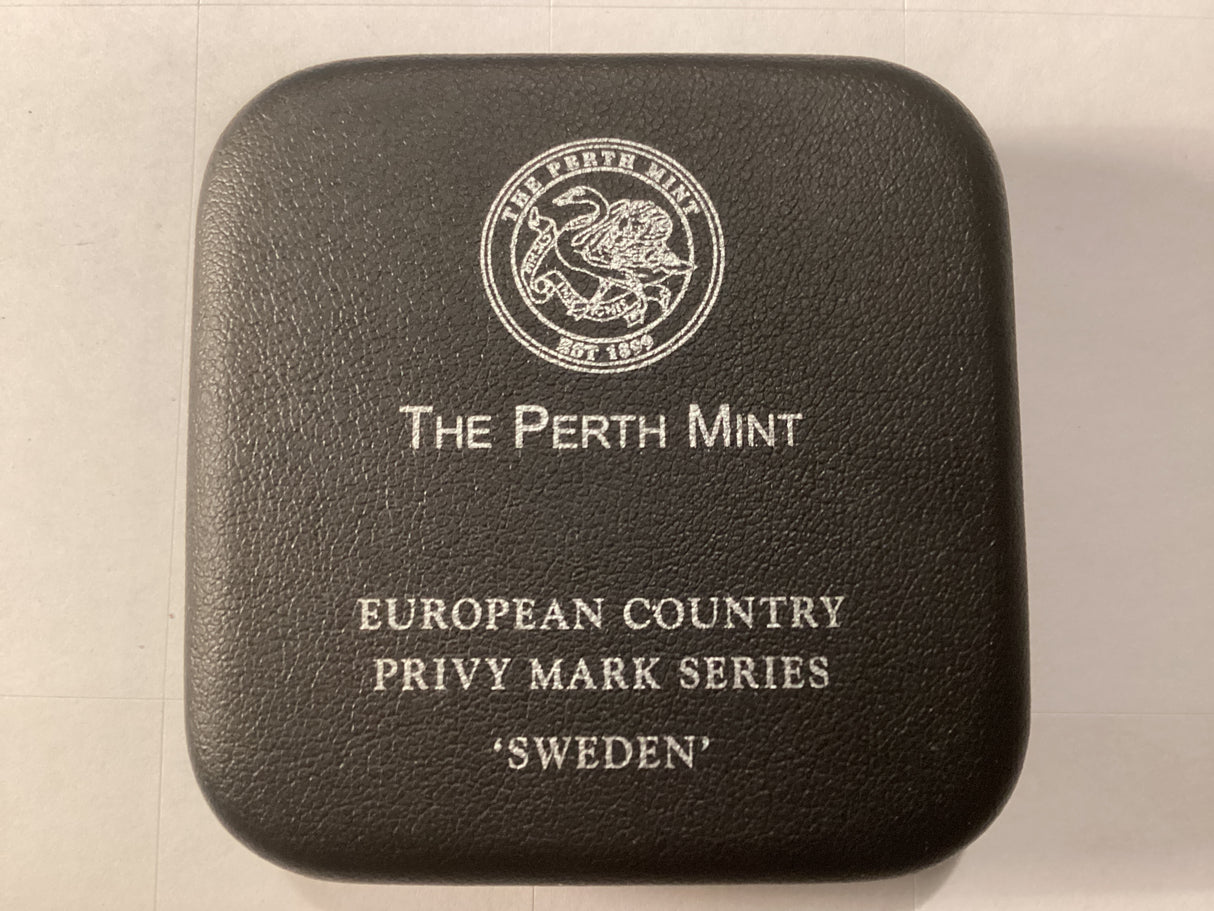 THE PERTH MINT
EST 1899
THE PERTH MINT
EUROPEAN COUNTRY
PRIVY MARK SERIES
‘SWEDEN’